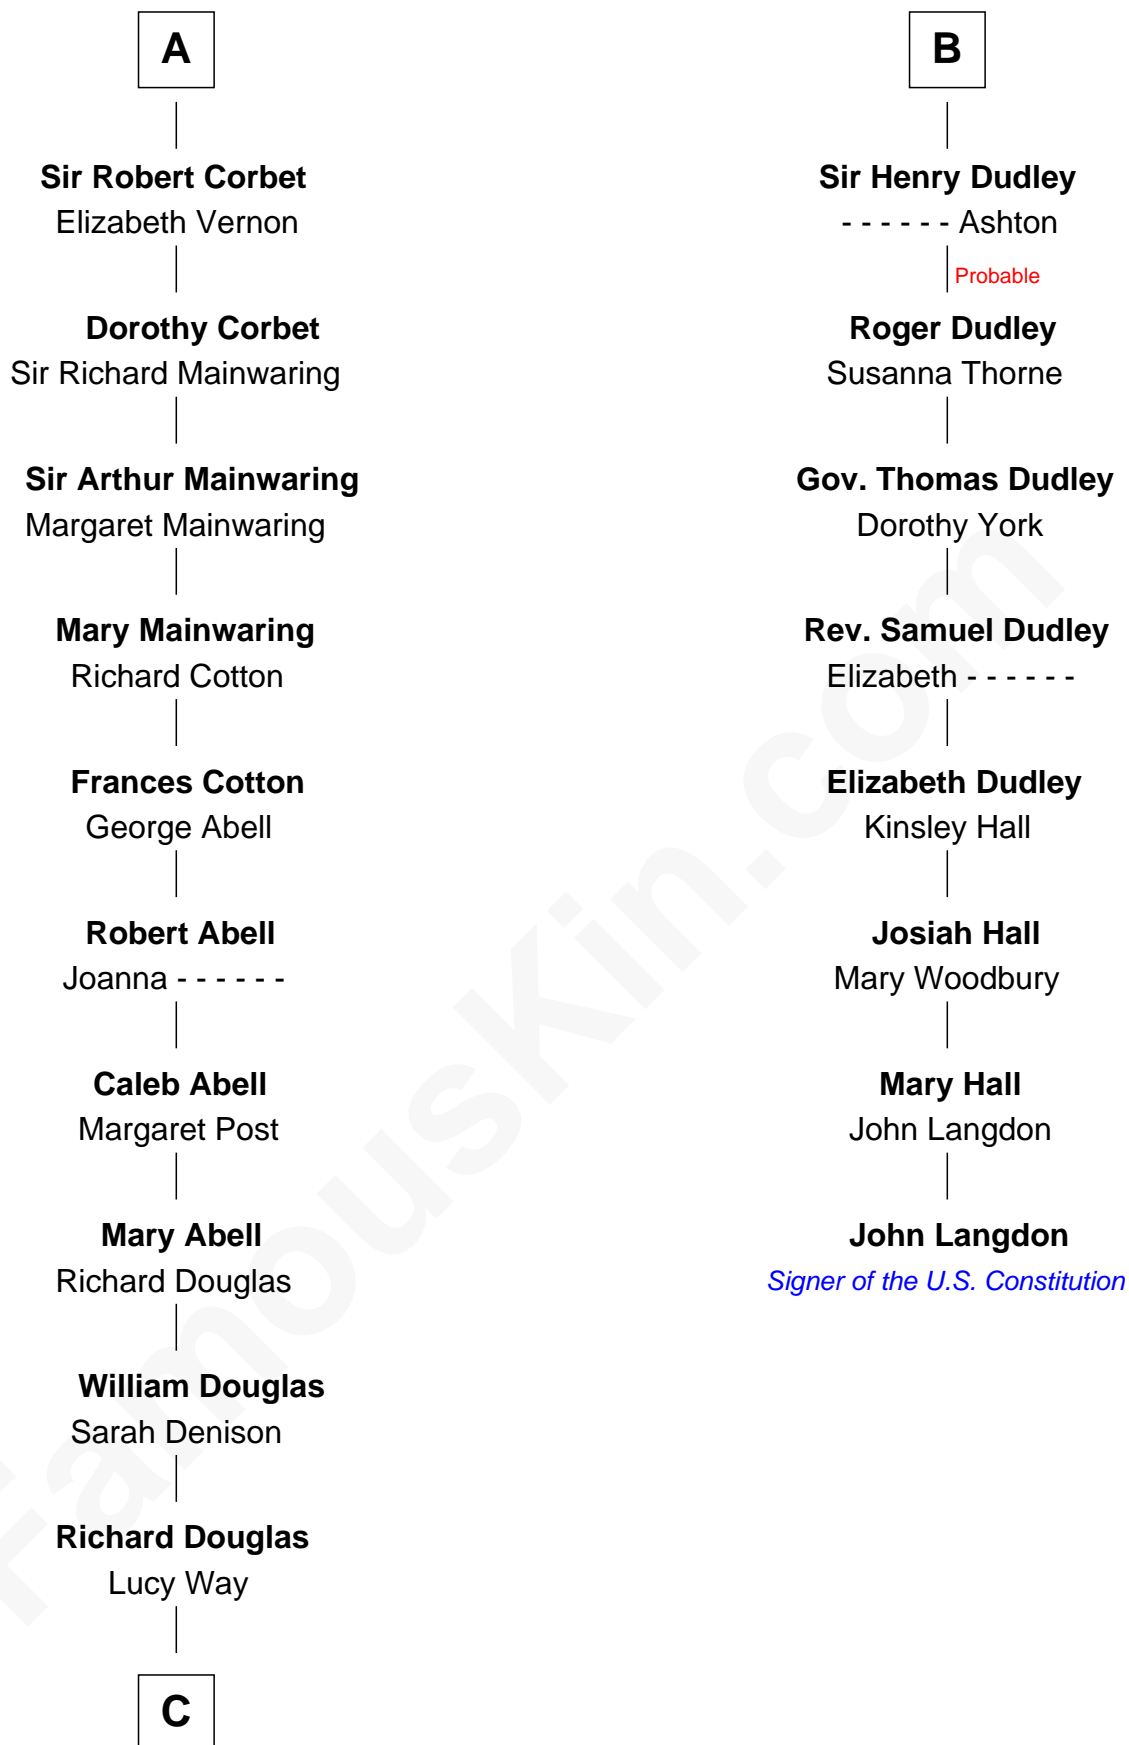 A
Sir Robert Corbet
Elizabeth Vernon
Dorothy Corbet
Sir Richard Mainwaring
Sir Arthur Mainwaring
Margaret Mainwaring
Mary Mainwaring
Richard Cotton
Frances Cotton
George Abell
Robert Abell
Joanna - - - - - -
Caleb Abell
Margaret Post
Mary Abell
Richard Douglas
William Douglas
Sarah Denison
Richard Douglas
Lucy Way
C
B
Sir Henry Dudley
- - - - - - Ashton
Probable
Roger Dudley
Susanna Thorne
Gov. Thomas Dudley
Dorothy York
Rev. Samuel Dudley
Elizabeth - - - - - -
Elizabeth Dudley
Kinsley Hall
Josiah Hall
Mary Woodbury
Mary Hall
John Langdon
John Langdon
Signer of the U.S. Constitution
FamousKin.com